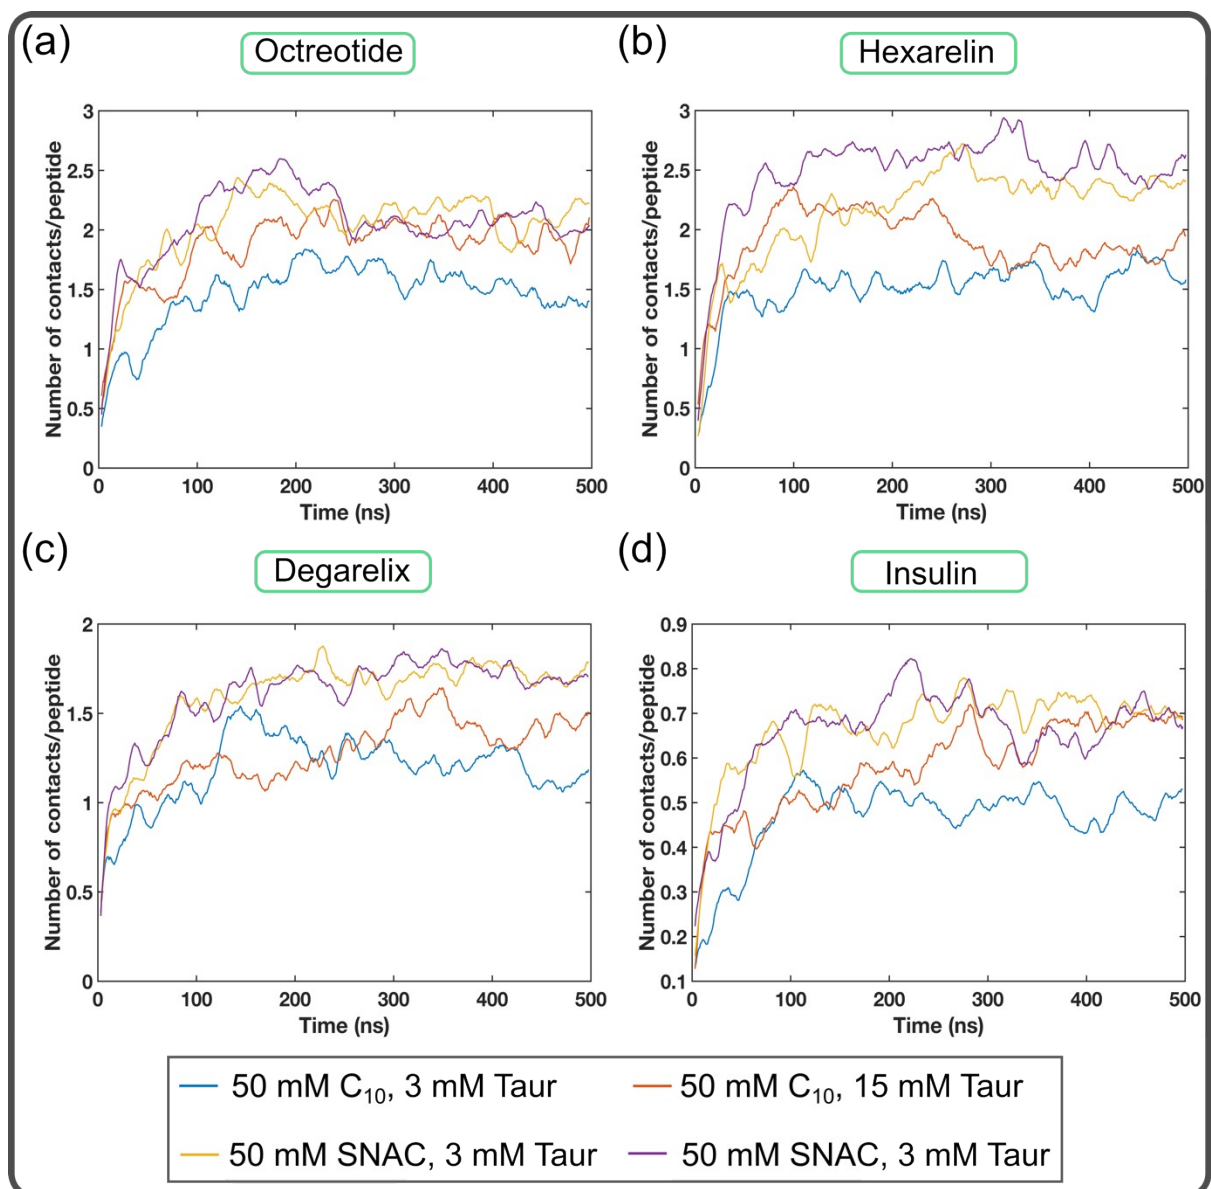 (a) Octreotide
Number of contacts/peptide
3
2.5
2
1.5
1
0.5
0
0 100 200 300 400 500
Time (ns)
(b) Hexarelin
Number of contacts/peptide
3
2.5
2
1.5
1
0.5
0
0 100 200 300 400 500
Time (ns)
(c) Degarelix
Number of contacts/peptide
2
1.5
1
0.5
0
0 100 200 300 400 500
Time (ns)
(d) Insulin
Number of contacts/peptide
0.9
0.8
0.7
0.6
0.5
0.4
0.3
0.2
0.1
0 100 200 300 400 500
Time (ns)
50 mM C₁₀, 3 mM Taur
50 mM C₁₀, 15 mM Taur
50 mM SNAC, 3 mM Taur
50 mM SNAC, 3 mM Taur